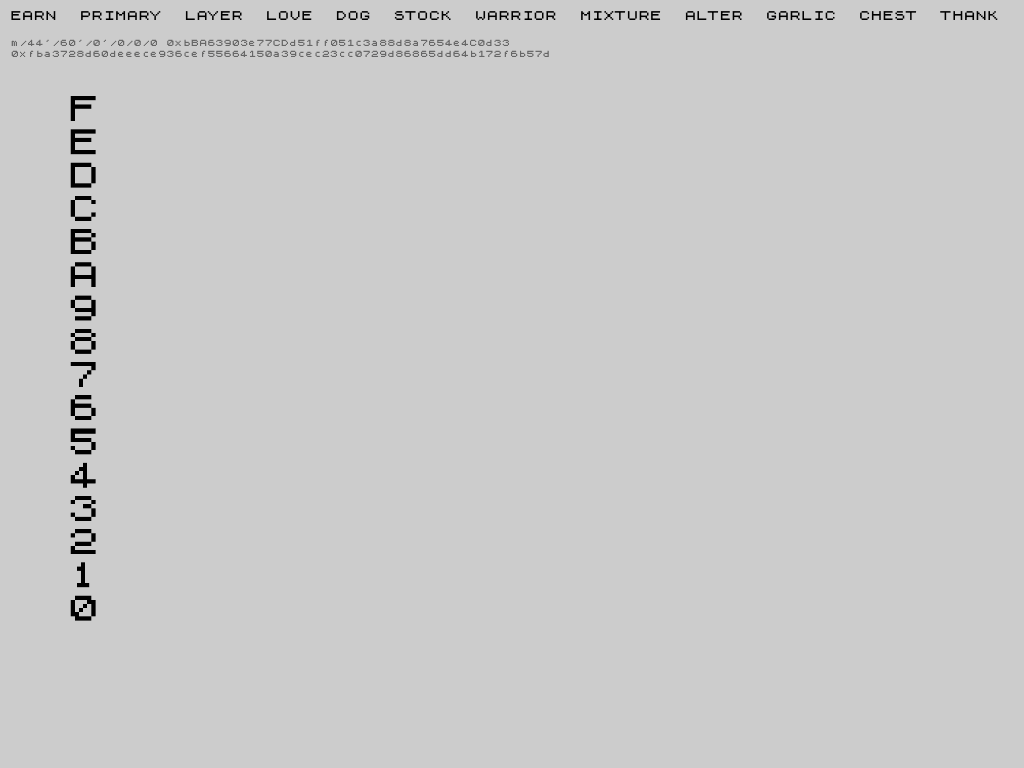 EARN PRIMARY LAYER LOVE DOG STOCK WARRIOR MIXTURE ALTER GARLIC CHEST THANK
m/44'/60'/0'/0/0/0 0xbBA63903e77CDd51ff051c3a88d8a7654e4C0d33
0xfba3728d60deeece936cef55664150a39cec23cc0729d86865dd64b172f6b57d
F
E
D
C
B
A
9
8
7
6
5
4
3
2
1
0